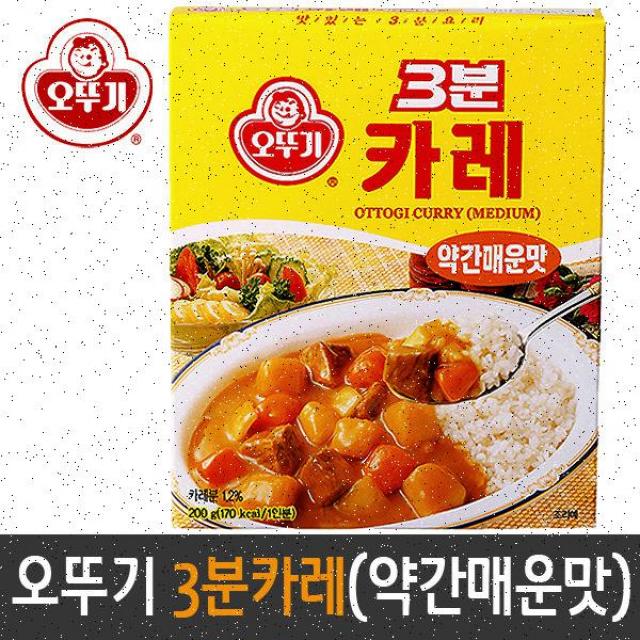 오뚜기
®
맛있는 3분요리
3분
카레
오뚜기
®
OTTOGI CURRY (MEDIUM)
약간매운맛
카레분 1.2%
200 g(170 kcal/1인분)
조리예
오뚜기 3분카레(약간매운맛)